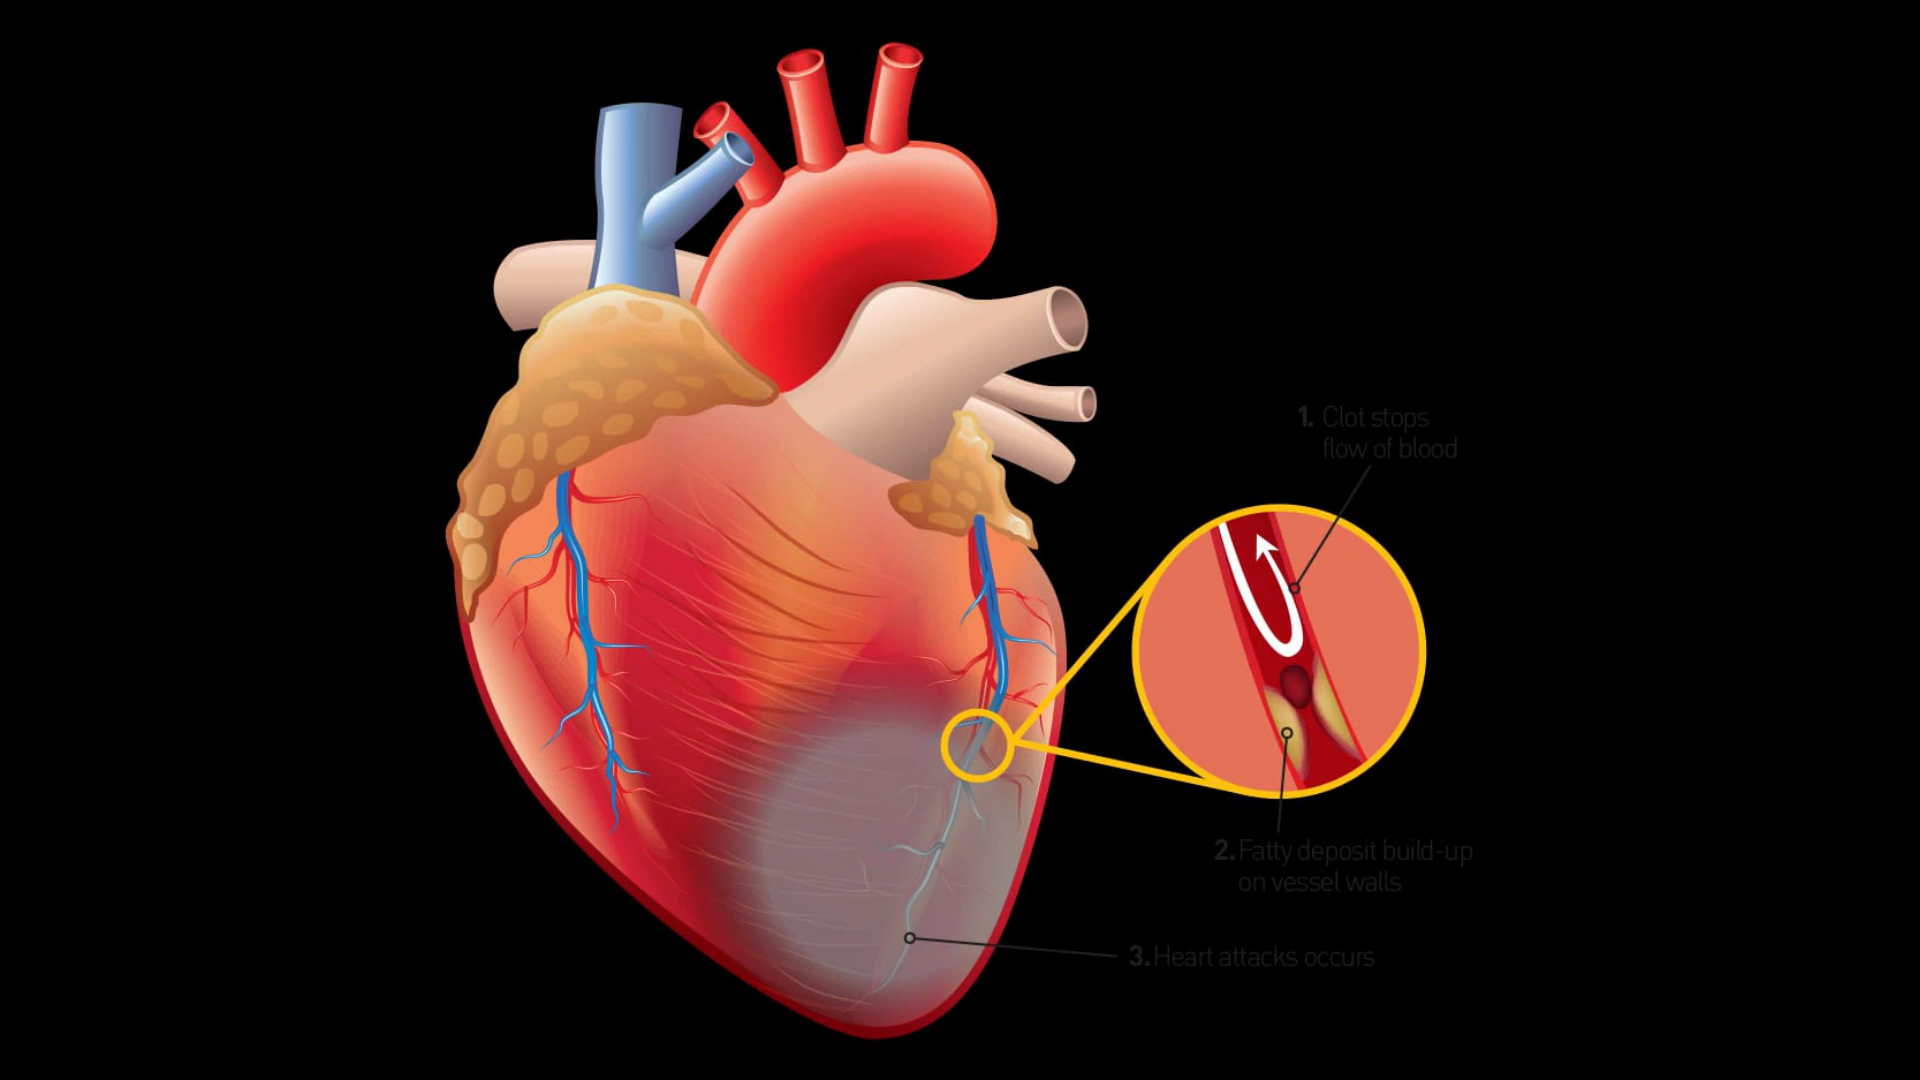 1. Clot stops
flow of blood
2. Fatty deposit build-up
on vessel walls
3. Heart attacks occurs